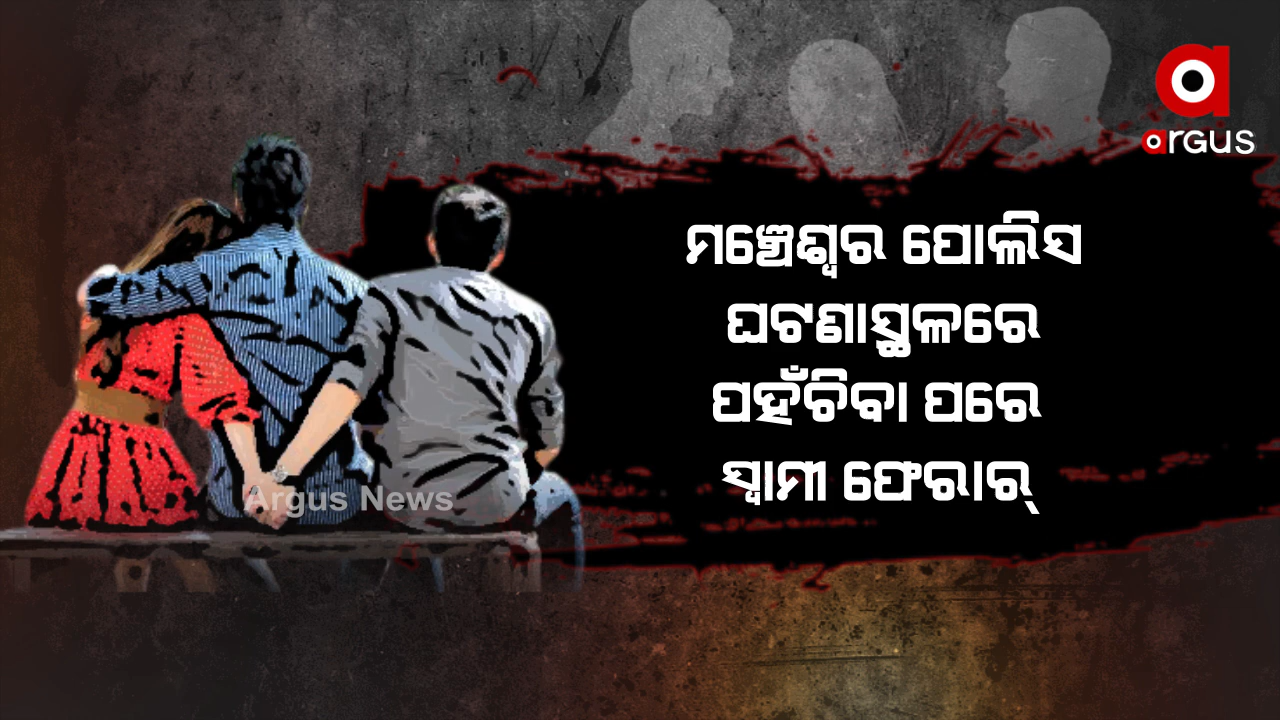 argus
ମଞ୍ଚେଶ୍ୱର ପୋଲିସ
ଘଟଣାସ୍ଥଳରେ
ପହଁଚିବା ପରେ
ସ୍ୱାମୀ ଫେରାର୍
Argus News